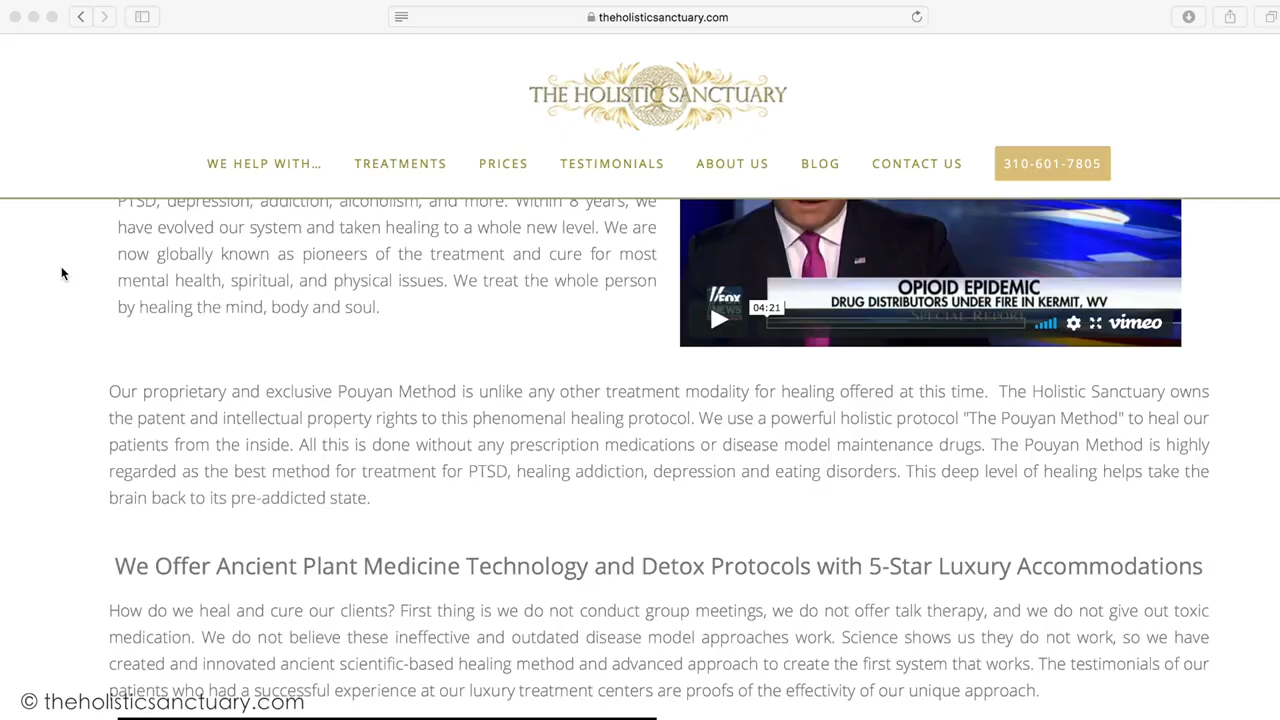 theholisticsanctuary.com
THE HOLISTIC SANCTUARY
WE HELP WITH... TREATMENTS PRICES TESTIMONIALS ABOUT US BLOG CONTACT US 310-601-7805
PTSD, depression, addiction, alcoholism, and more. Within 8 years, we
have evolved our system and taken healing to a whole new level. We are
now globally known as pioneers of the treatment and cure for most
mental health, spiritual, and physical issues. We treat the whole person
by healing the mind, body and soul.
OPIOID EPIDEMIC
DRUG DISTRIBUTORS UNDER FIRE IN KERMIT, WV
FOX
NEWS
04:21
SPECIAL REPORT
vimeo
Our proprietary and exclusive Pouyan Method is unlike any other treatment modality for healing offered at this time. The Holistic Sanctuary owns
the patent and intellectual property rights to this phenomenal healing protocol. We use a powerful holistic protocol "The Pouyan Method" to heal our
patients from the inside. All this is done without any prescription medications or disease model maintenance drugs. The Pouyan Method is highly
regarded as the best method for treatment for PTSD, healing addiction, depression and eating disorders. This deep level of healing helps take the
brain back to its pre-addicted state.
We Offer Ancient Plant Medicine Technology and Detox Protocols with 5-Star Luxury Accommodations
How do we heal and cure our clients? First thing is we do not conduct group meetings, we do not offer talk therapy, and we do not give out toxic
medication. We do not believe these ineffective and outdated disease model approaches work. Science shows us they do not work, so we have
created and innovated ancient scientific-based healing method and advanced approach to create the first system that works. The testimonials of our
patients who had a successful experience at our luxury treatment centers are proofs of the effectivity of our unique approach.
© theholisticsanctuary.com